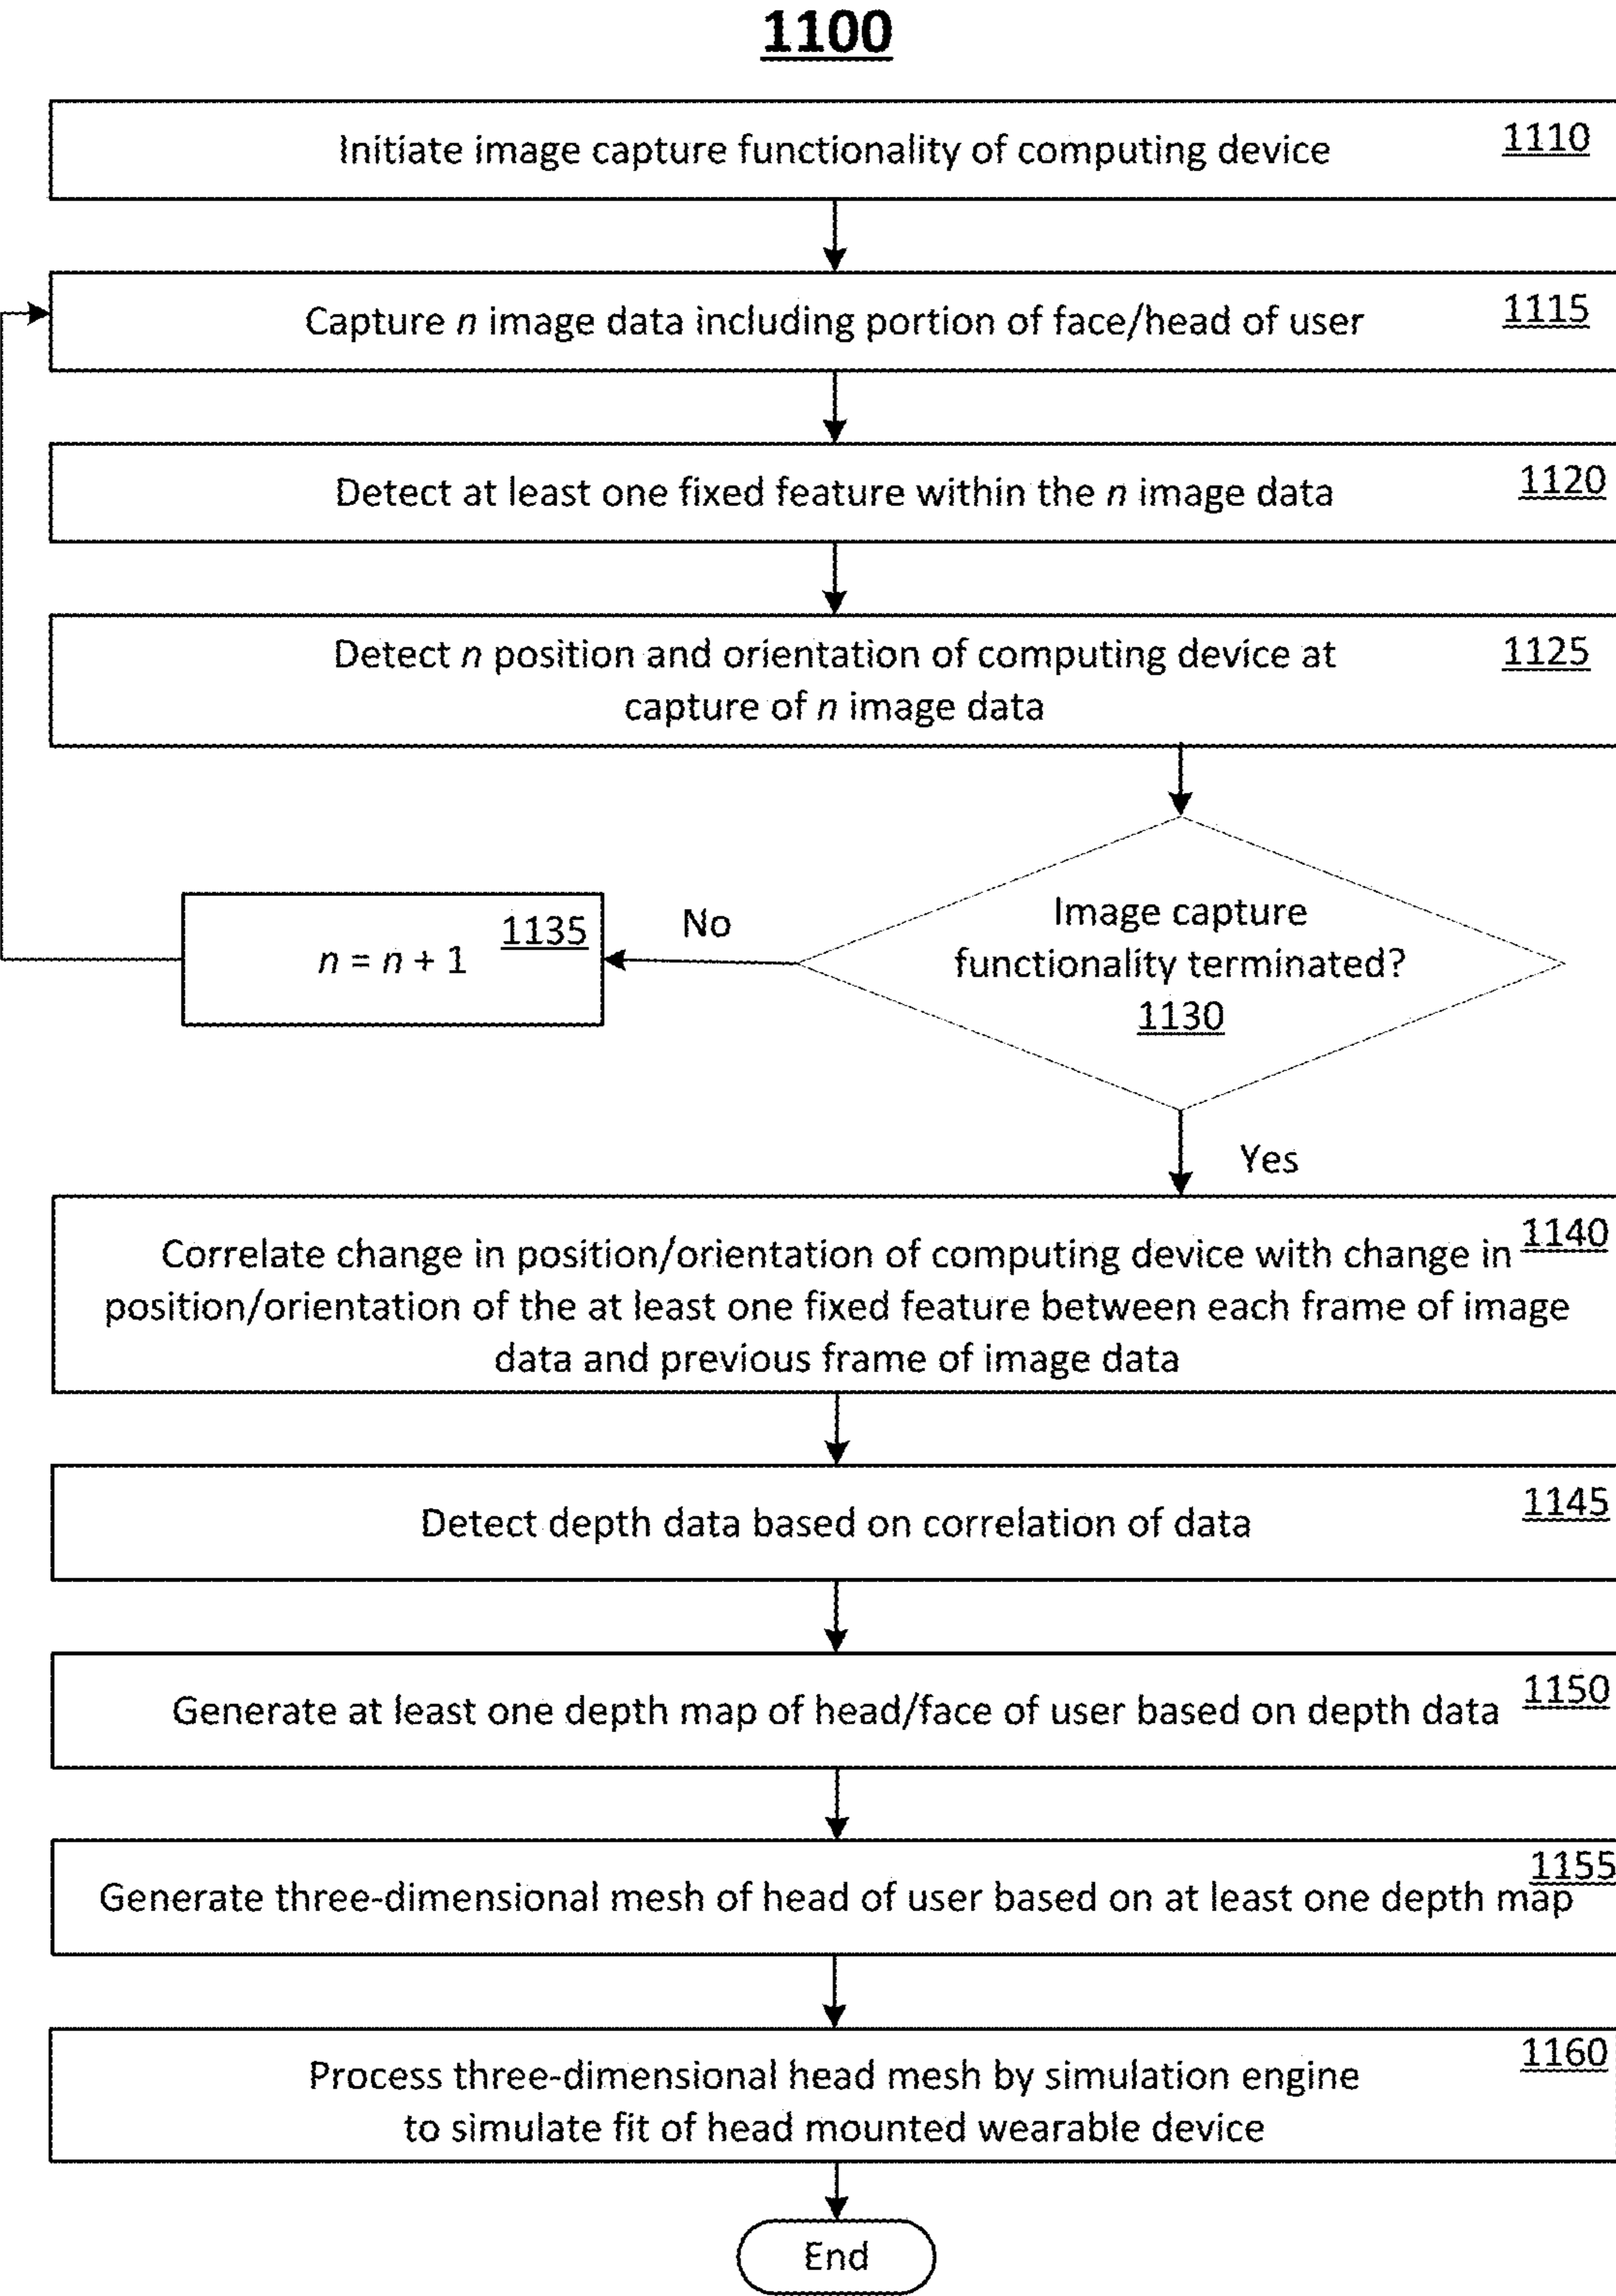 1100
Initiate image capture functionality of computing device
1110
Capture n image data including portion of face/head of user
1115
Detect at least one fixed feature within the n image data
1120
Detect n position and orientation of computing device at
capture of n image data
1125
Image capture
functionality terminated?
1130
No
n = n + 1
1135
Yes
Correlate change in position/orientation of computing device with change in
position/orientation of the at least one fixed feature between each frame of image
data and previous frame of image data
1140
Detect depth data based on correlation of data
1145
Generate at least one depth map of head/face of user based on depth data
1150
Generate three-dimensional mesh of head of user based on at least one depth map
1155
Process three-dimensional head mesh by simulation engine
to simulate fit of head mounted wearable device
1160
End